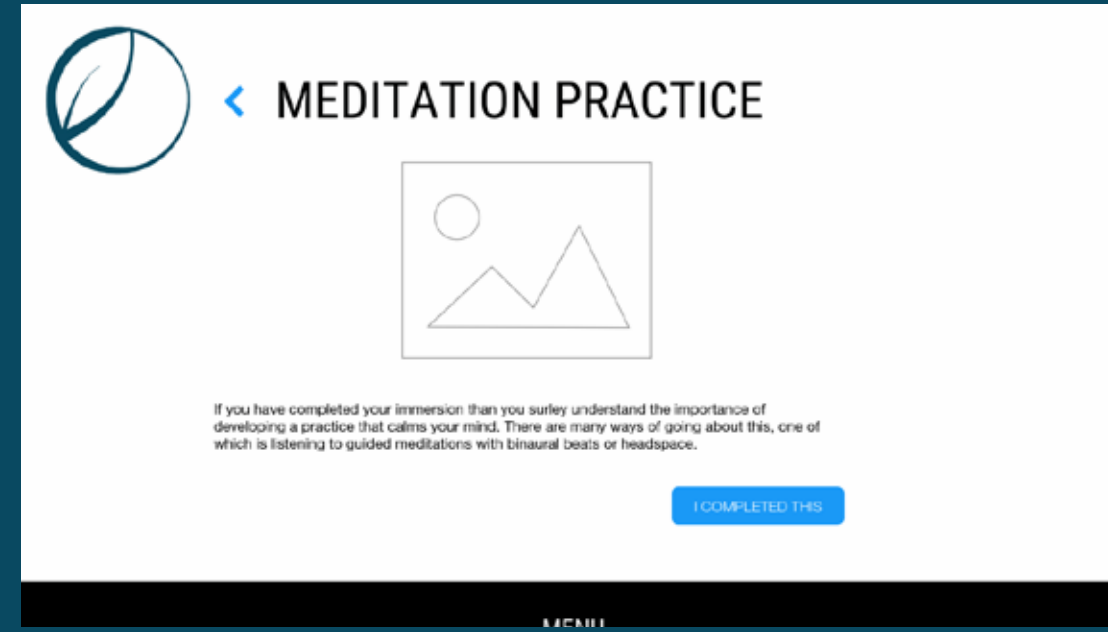 MEDITATION PRACTICE
If you have completed your immersion than you surley understand the importance of
developing a practice that calms your mind. There are many ways of going about this, one of
which is listening to guided meditations with binaural beats or headspace.
I COMPLETED THIS
MENU